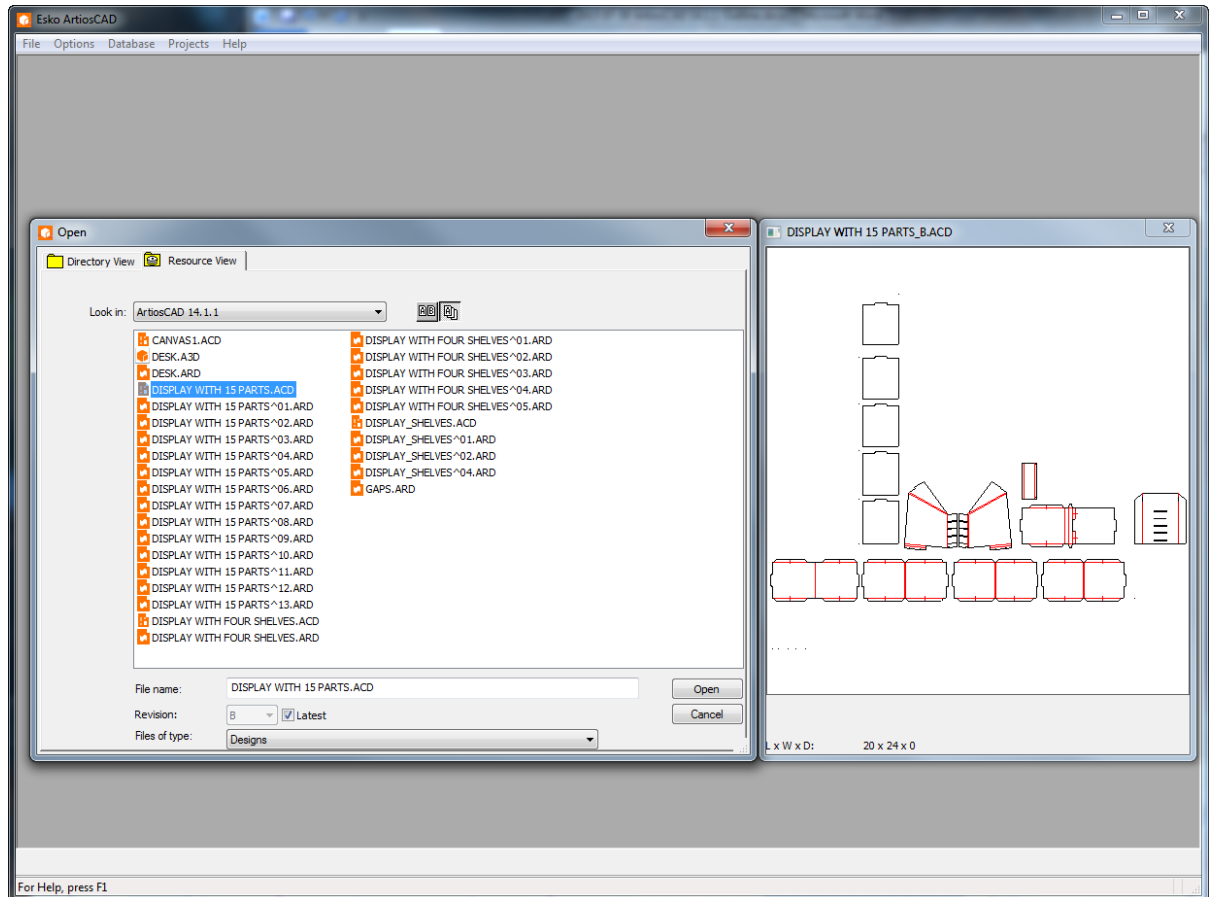 Esko ArtiosCAD
File Options Database Projects Help
Open
Directory View Resource View
Look in: ArtiosCAD 14.1.1
CANVAS1.ACD
DESK.A3D
DESK.ARD
DISPLAY WITH 15 PARTS.ACD
DISPLAY WITH 15 PARTS^01.ARD
DISPLAY WITH 15 PARTS^02.ARD
DISPLAY WITH 15 PARTS^03.ARD
DISPLAY WITH 15 PARTS^04.ARD
DISPLAY WITH 15 PARTS^05.ARD
DISPLAY WITH 15 PARTS^06.ARD
DISPLAY WITH 15 PARTS^07.ARD
DISPLAY WITH 15 PARTS^08.ARD
DISPLAY WITH 15 PARTS^09.ARD
DISPLAY WITH 15 PARTS^10.ARD
DISPLAY WITH 15 PARTS^11.ARD
DISPLAY WITH 15 PARTS^12.ARD
DISPLAY WITH 15 PARTS^13.ARD
DISPLAY WITH FOUR SHELVES.ACD
DISPLAY WITH FOUR SHELVES.ARD
DISPLAY WITH FOUR SHELVES^01.ARD
DISPLAY WITH FOUR SHELVES^02.ARD
DISPLAY WITH FOUR SHELVES^03.ARD
DISPLAY WITH FOUR SHELVES^04.ARD
DISPLAY WITH FOUR SHELVES^05.ARD
DISPLAY_SHELVES.ACD
DISPLAY_SHELVES^01.ARD
DISPLAY_SHELVES^02.ARD
DISPLAY_SHELVES^04.ARD
GAPS.ARD
File name: DISPLAY WITH 15 PARTS.ACD Open
Revision: B Latest Cancel
Files of type: Designs
DISPLAY WITH 15 PARTS_B.ACD
L x W x D: 20 x 24 x 0
For Help, press F1